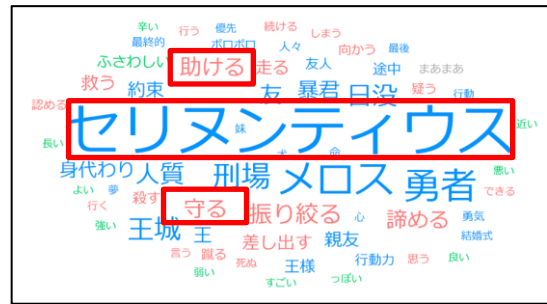 辛い 行う 優先 続ける しまう
最終的 ボロボロ 人々 向かう 最後
ふさわしい 助ける 走る 友人 途中 まあまあ
救う 約束 友 暴君 日没 疑う 行動
認める セリヌンティウス 近い
長い 妹
犬 命
身代わり 人質 刑場 メロス 勇者 悪い
よい 夢 殺す 守る 振り絞る 心 諦める 勇気 できる
行く 強い 王城 王 差し出す 親友 結婚式
言う 蹴る 死ぬ 王様 行動力 思う 良い
弱い すごい っぽい